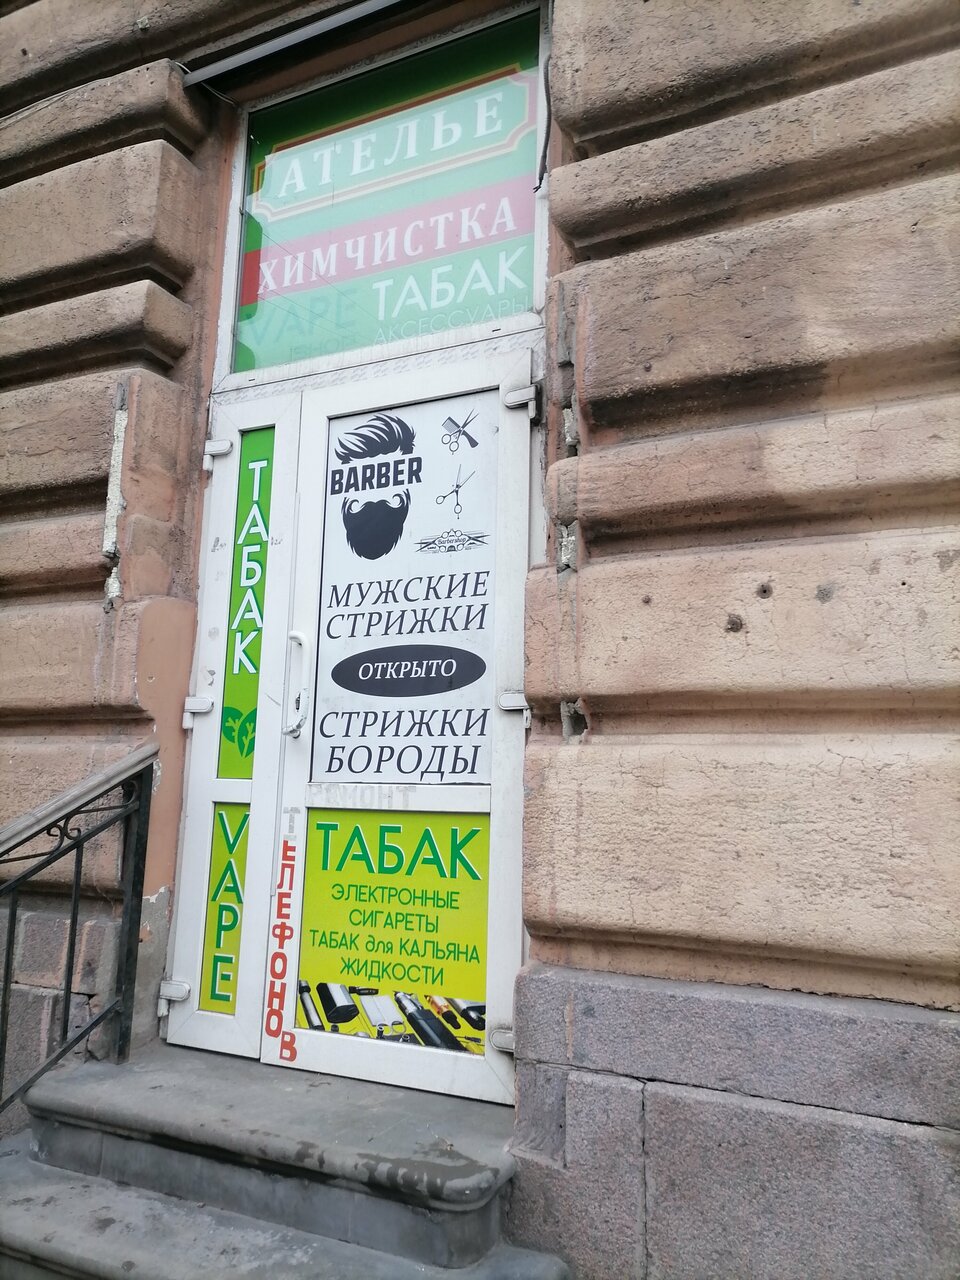 АТЕЛЬЕ
ХИМЧИСТКА
VAPE ТАБАК
АКСЕССУАРЫ
ТАБАК
VAPE
BARBER
Barbershop
МУЖСКИЕ
СТРИЖКИ
ОТКРЫТО
СТРИЖКИ
БОРОДЫ
РЕМОНТ
ТЕЛЕФОНОВ
ТАБАК
ЭЛЕКТРОННЫЕ
СИГАРЕТЫ
ТАБАК для КАЛЬЯНА
ЖИДКОСТИ